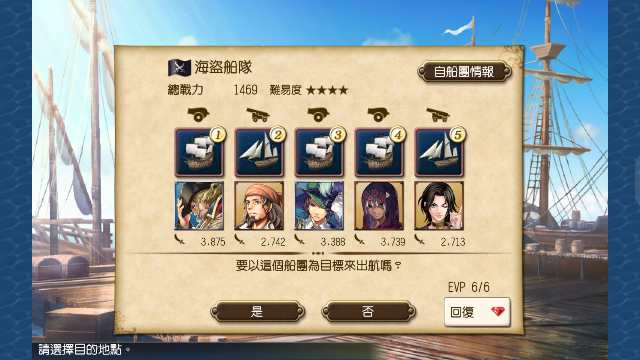 海盜船隊
自船團情報
總戰力 1469 難易度 ★★★★
1 2 3 4 5
3.875 2.742 3.388 3.739 2.713
要以這個船團為目標來出航嗎？
EVP 6/6
是 否 回復
請選擇目的地點。